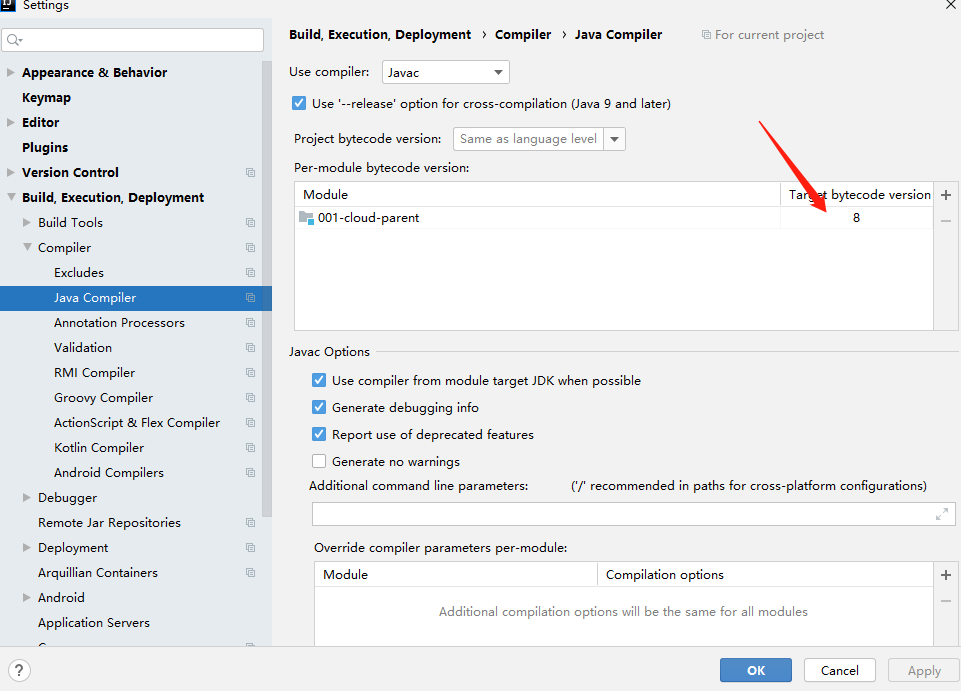 Settings
Appearance & Behavior
Keymap
Editor
Plugins
Version Control
Build, Execution, Deployment
Build Tools
Compiler
Excludes
Java Compiler
Annotation Processors
Validation
RMI Compiler
Groovy Compiler
ActionScript & Flex Compiler
Kotlin Compiler
Android Compilers
Debugger
Remote Jar Repositories
Deployment
Arquillian Containers
Android
Application Servers
Build, Execution, Deployment › Compiler › Java Compiler For current project
Use compiler: Javac
Use '--release' option for cross-compilation (Java 9 and later)
Project bytecode version: Same as language level
Per-module bytecode version:
Module Target bytecode version
001-cloud-parent 8
Javac Options
Use compiler from module target JDK when possible
Generate debugging info
Report use of deprecated features
Generate no warnings
Additional command line parameters: ('/' recommended in paths for cross-platform configurations)
Override compiler parameters per-module:
Module Compilation options
Additional compilation options will be the same for all modules
? OK Cancel Apply